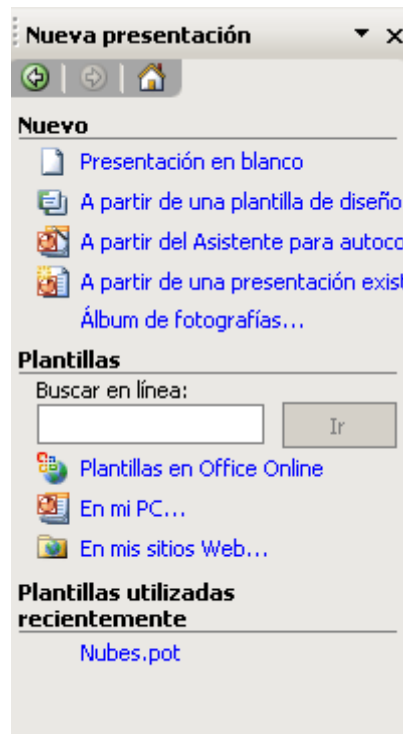 Nueva presentación
Nuevo
Presentación en blanco
A partir de una plantilla de diseño
A partir del Asistente para autoco
A partir de una presentación exist
Álbum de fotografías...
Plantillas
Buscar en línea:
Ir
Plantillas en Office Online
En mi PC...
En mis sitios Web...
Plantillas utilizadas
recientemente
Nubes.pot